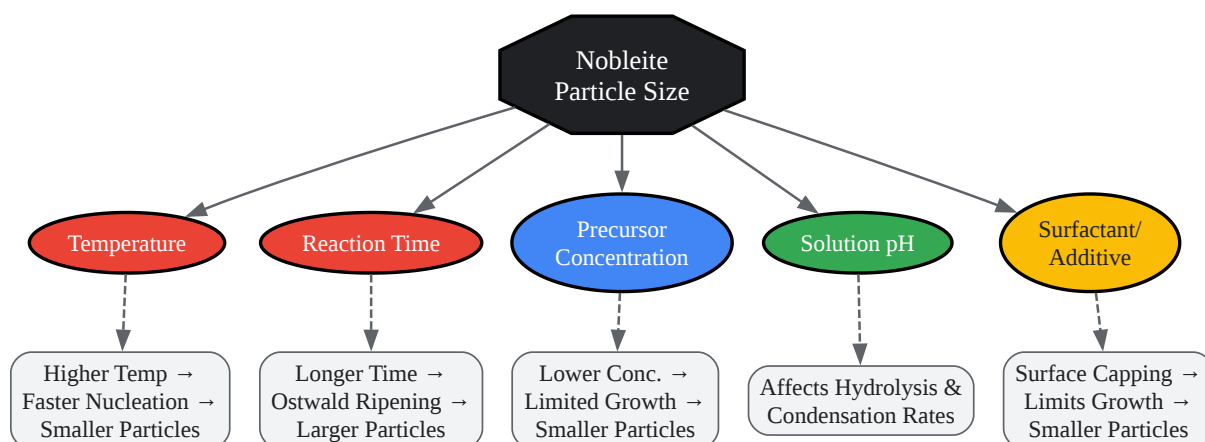 Nobleite
Particle Size
Temperature
Reaction Time
Precursor
Concentration
Solution pH
Surfactant/
Additive
Higher Temp →
Faster Nucleation →
Smaller Particles
Longer Time →
Ostwald Ripening →
Larger Particles
Lower Conc. →
Limited Growth →
Smaller Particles
Affects Hydrolysis &
Condensation Rates
Surface Capping →
Limits Growth →
Smaller Particles